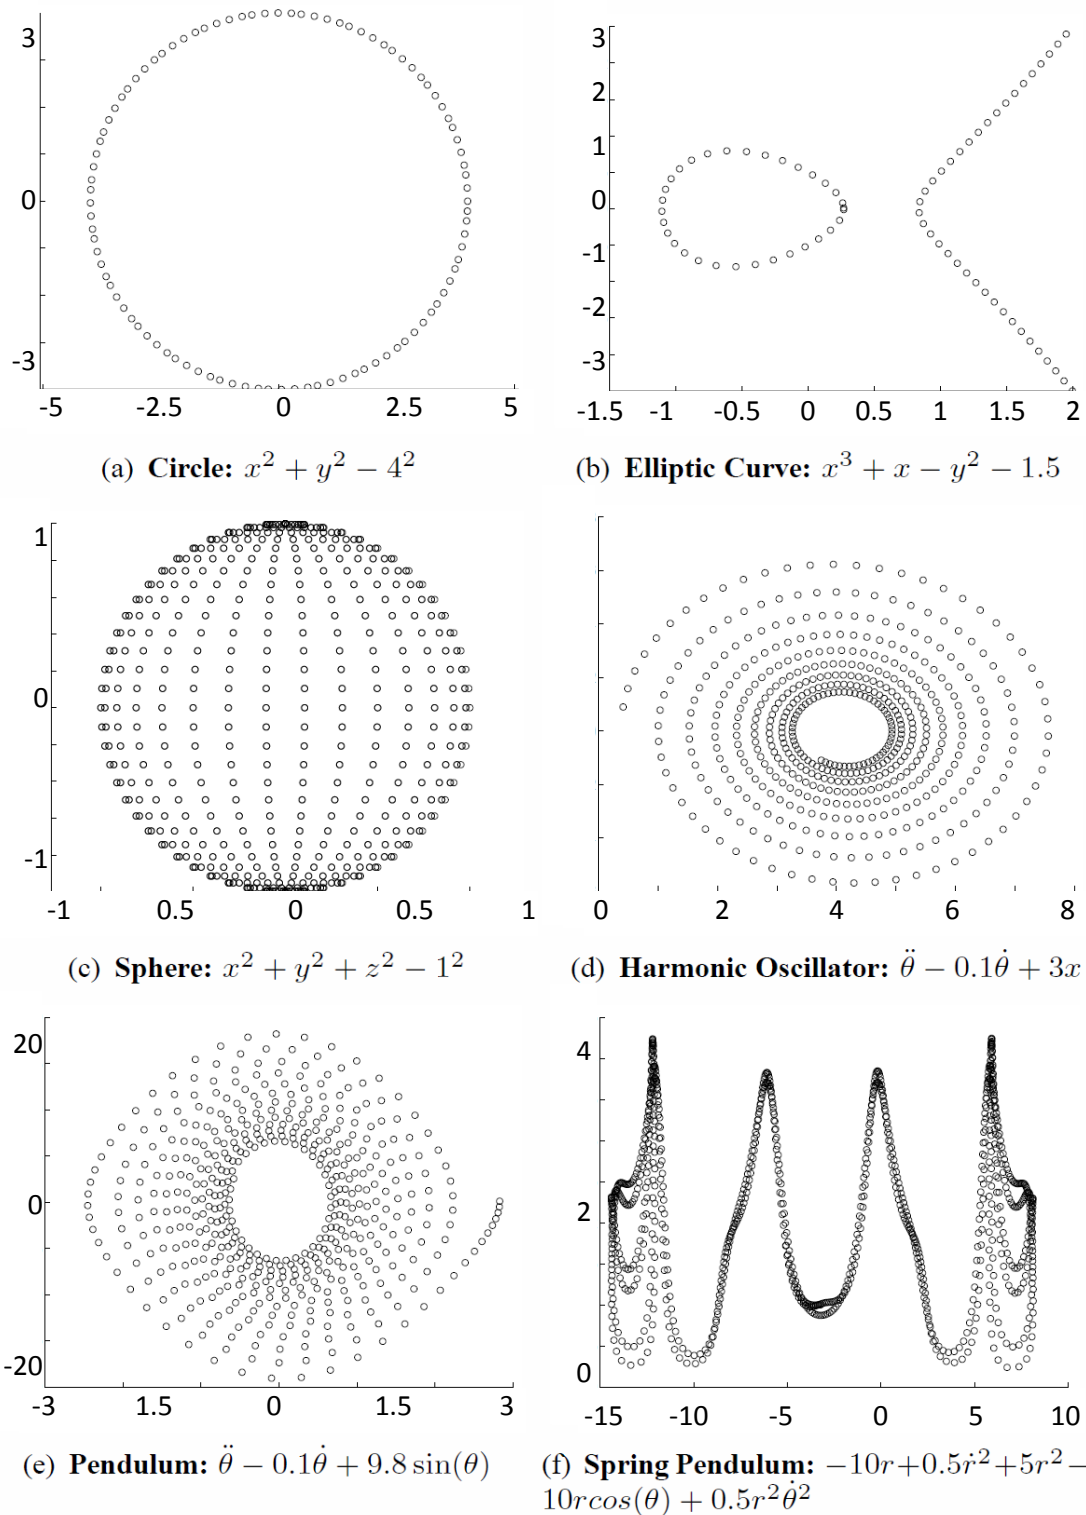 3
0
-3
-5 -2.5 0 2.5 5
(a) Circle: x² + y² − 4²
3
2
1
0
-1
-2
-3
-1.5 -1 -0.5 0 0.5 1 1.5 2
(b) Elliptic Curve: x³ + x − y² − 1.5
1
0
-1
-1 0.5 0 0.5 1
(c) Sphere: x² + y² + z² − 1²
0 2 4 6 8
(d) Harmonic Oscillator: θ̈ − 0.1θ̇ + 3x
20
0
-20
-3 1.5 0 1.5 3
(e) Pendulum: θ̈ − 0.1θ̇ + 9.8 sin(θ)
4
2
0
-15 -10 -5 0 5 10
(f) Spring Pendulum: −10r+0.5ṙ²+5r²−
10rcos(θ) + 0.5r²θ̇²